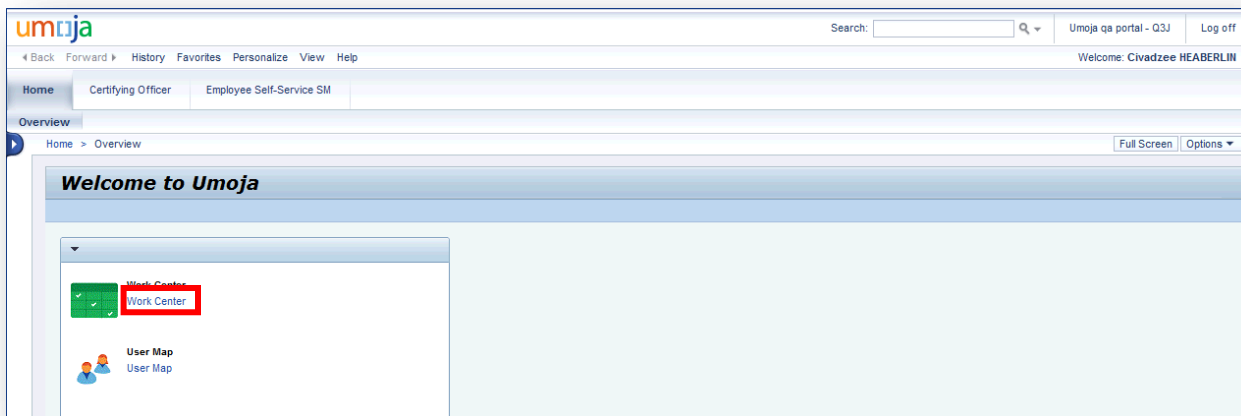 umoja
Search:
Umoja qa portal - Q3J
Log off
Back Forward History Favorites Personalize View Help
Welcome: Civadzee HEABERLIN
Home Certifying Officer Employee Self-Service SM
Overview
Home > Overview
Full Screen Options
Welcome to Umoja
Work Center
Work Center
User Map
User Map